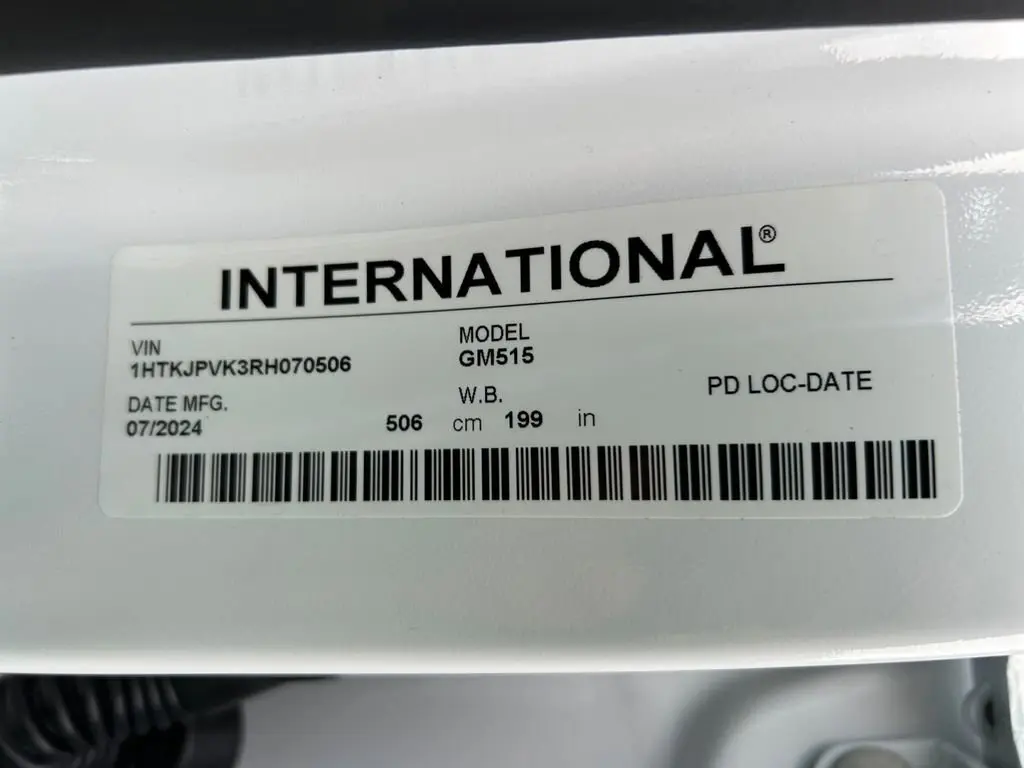 INTERNATIONAL®
VIN
1HTKJPVK3RH070506
MODEL
GM515
DATE MFG.
07/2024
W.B.
506 cm 199 in
PD LOC-DATE